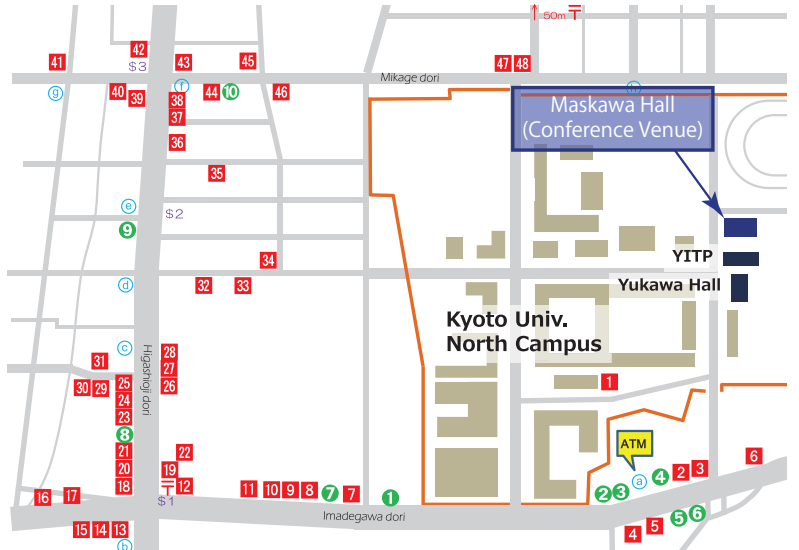 50m 〒
42
41
43
45
$3
47 48
Mikage dori
f
h
g
40
39
38
44
10
46
37
36
Maskawa Hall
(Conference Venue)
35
e
$2
9
34
YITP
d
32
33
Yukawa Hall
Kyoto Univ.
North Campus
c
Higashioji dori
28
31
27
30 29
25
26
1
24
23
8
ATM
21
22
20
19
6
18
〒
12
11
10
9
8
7
7
1
2
3
a
4
2
3
16
17
$1
Imadegawa dori
15 14 13
b
4
5
5
6